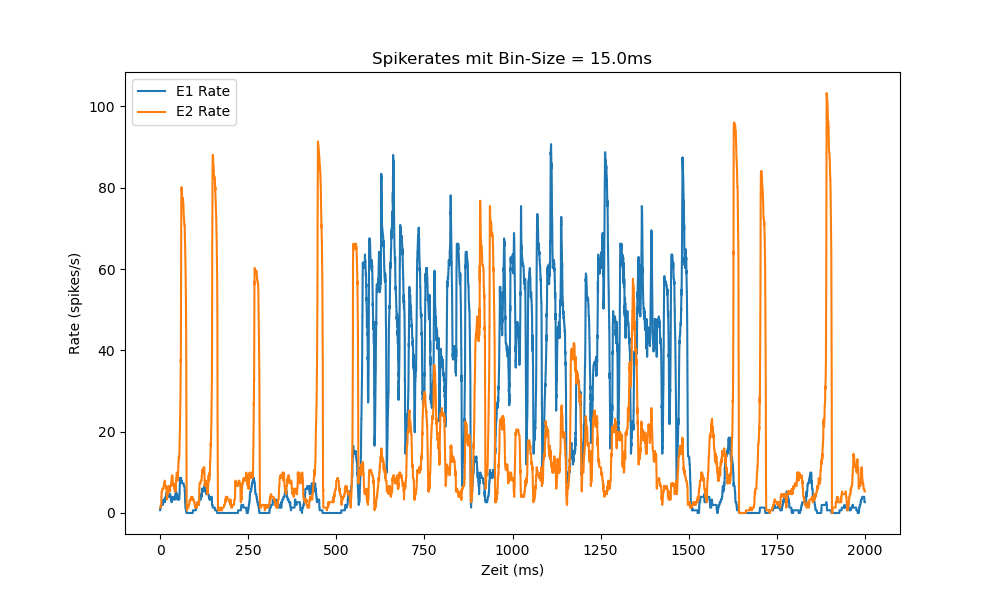 Spikerates mit Bin-Size = 15.0ms
E1 Rate
E2 Rate
100
80
60
40
20
0
Rate (spikes/s)
0 250 500 750 1000 1250 1500 1750 2000
Zeit (ms)